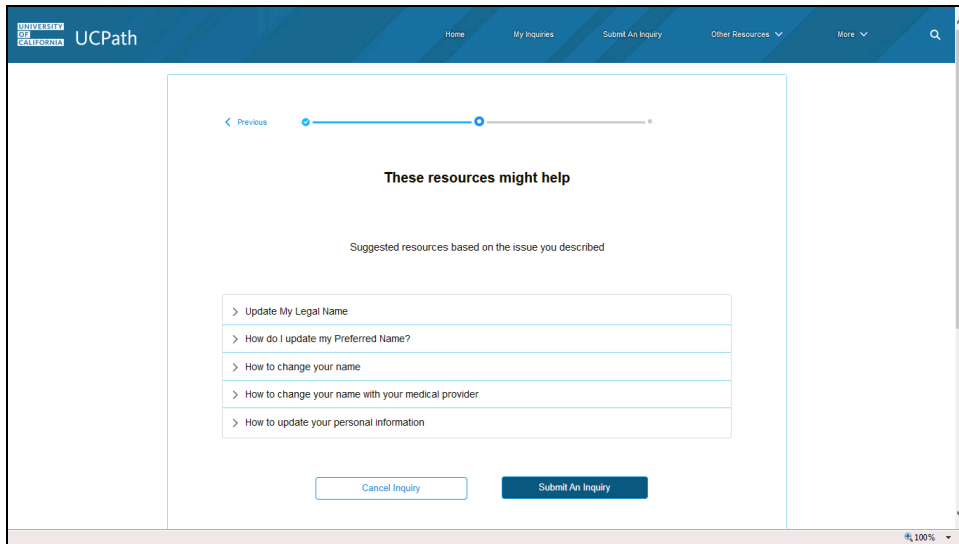 UNIVERSITY
OF
CALIFORNIA
UCPath
Home
My Inquiries
Submit An Inquiry
Other Resources
More
Previous
These resources might help
Suggested resources based on the issue you described
Update My Legal Name
How do I update my Preferred Name?
How to change your name
How to change your name with your medical provider
How to update your personal information
Cancel Inquiry
Submit An Inquiry
100%